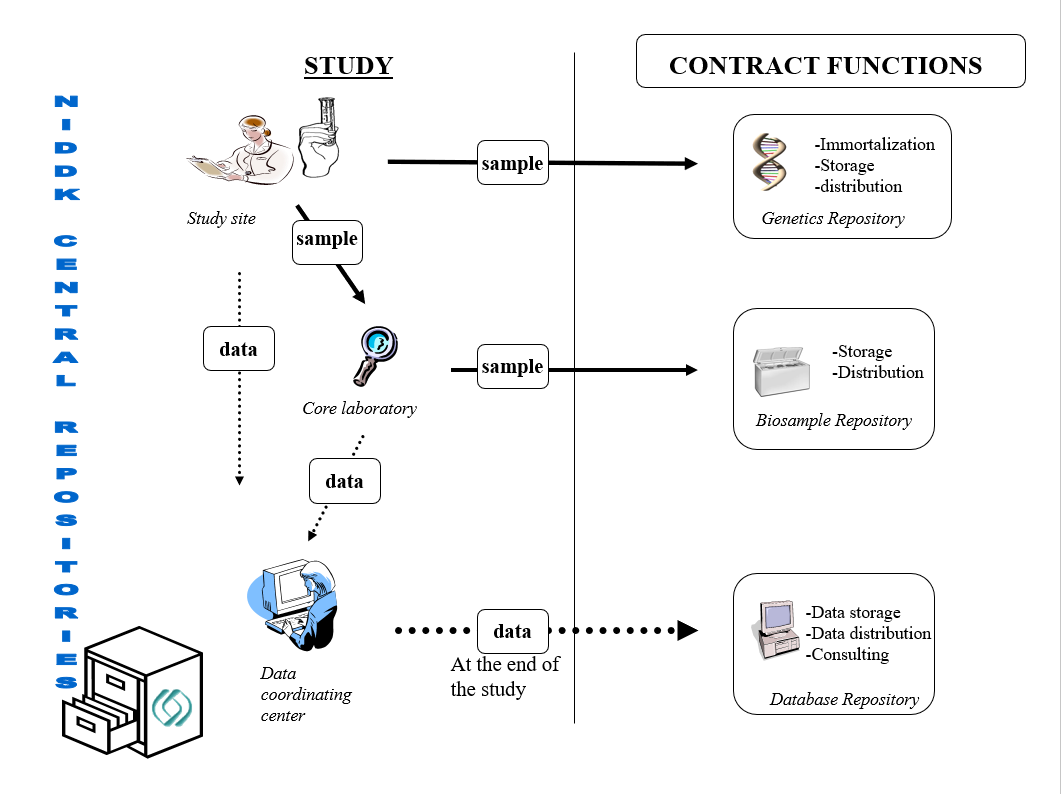 STUDY
CONTRACT FUNCTIONS
NIDDK CENTRAL REPOSITORIES
sample
-Immortalization
-Storage
-distribution
Genetics Repository
Study site
sample
data
sample
-Storage
-Distribution
Biosample Repository
Core laboratory
data
data
At the end of
the study
-Data storage
-Data distribution
-Consulting
Database Repository
Data
coordinating
center